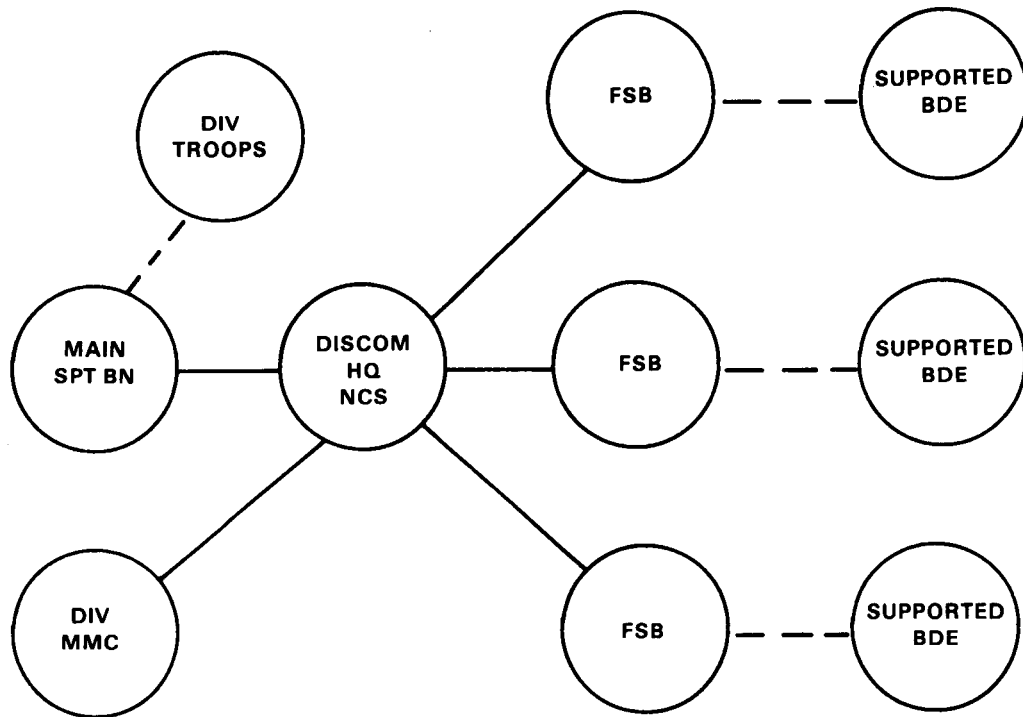 DIV
TROOPS
FSB
SUPPORTED
BDE
MAIN
SPT BN
DISCOM
HQ
NCS
FSB
SUPPORTED
BDE
DIV
MMC
FSB
SUPPORTED
BDE